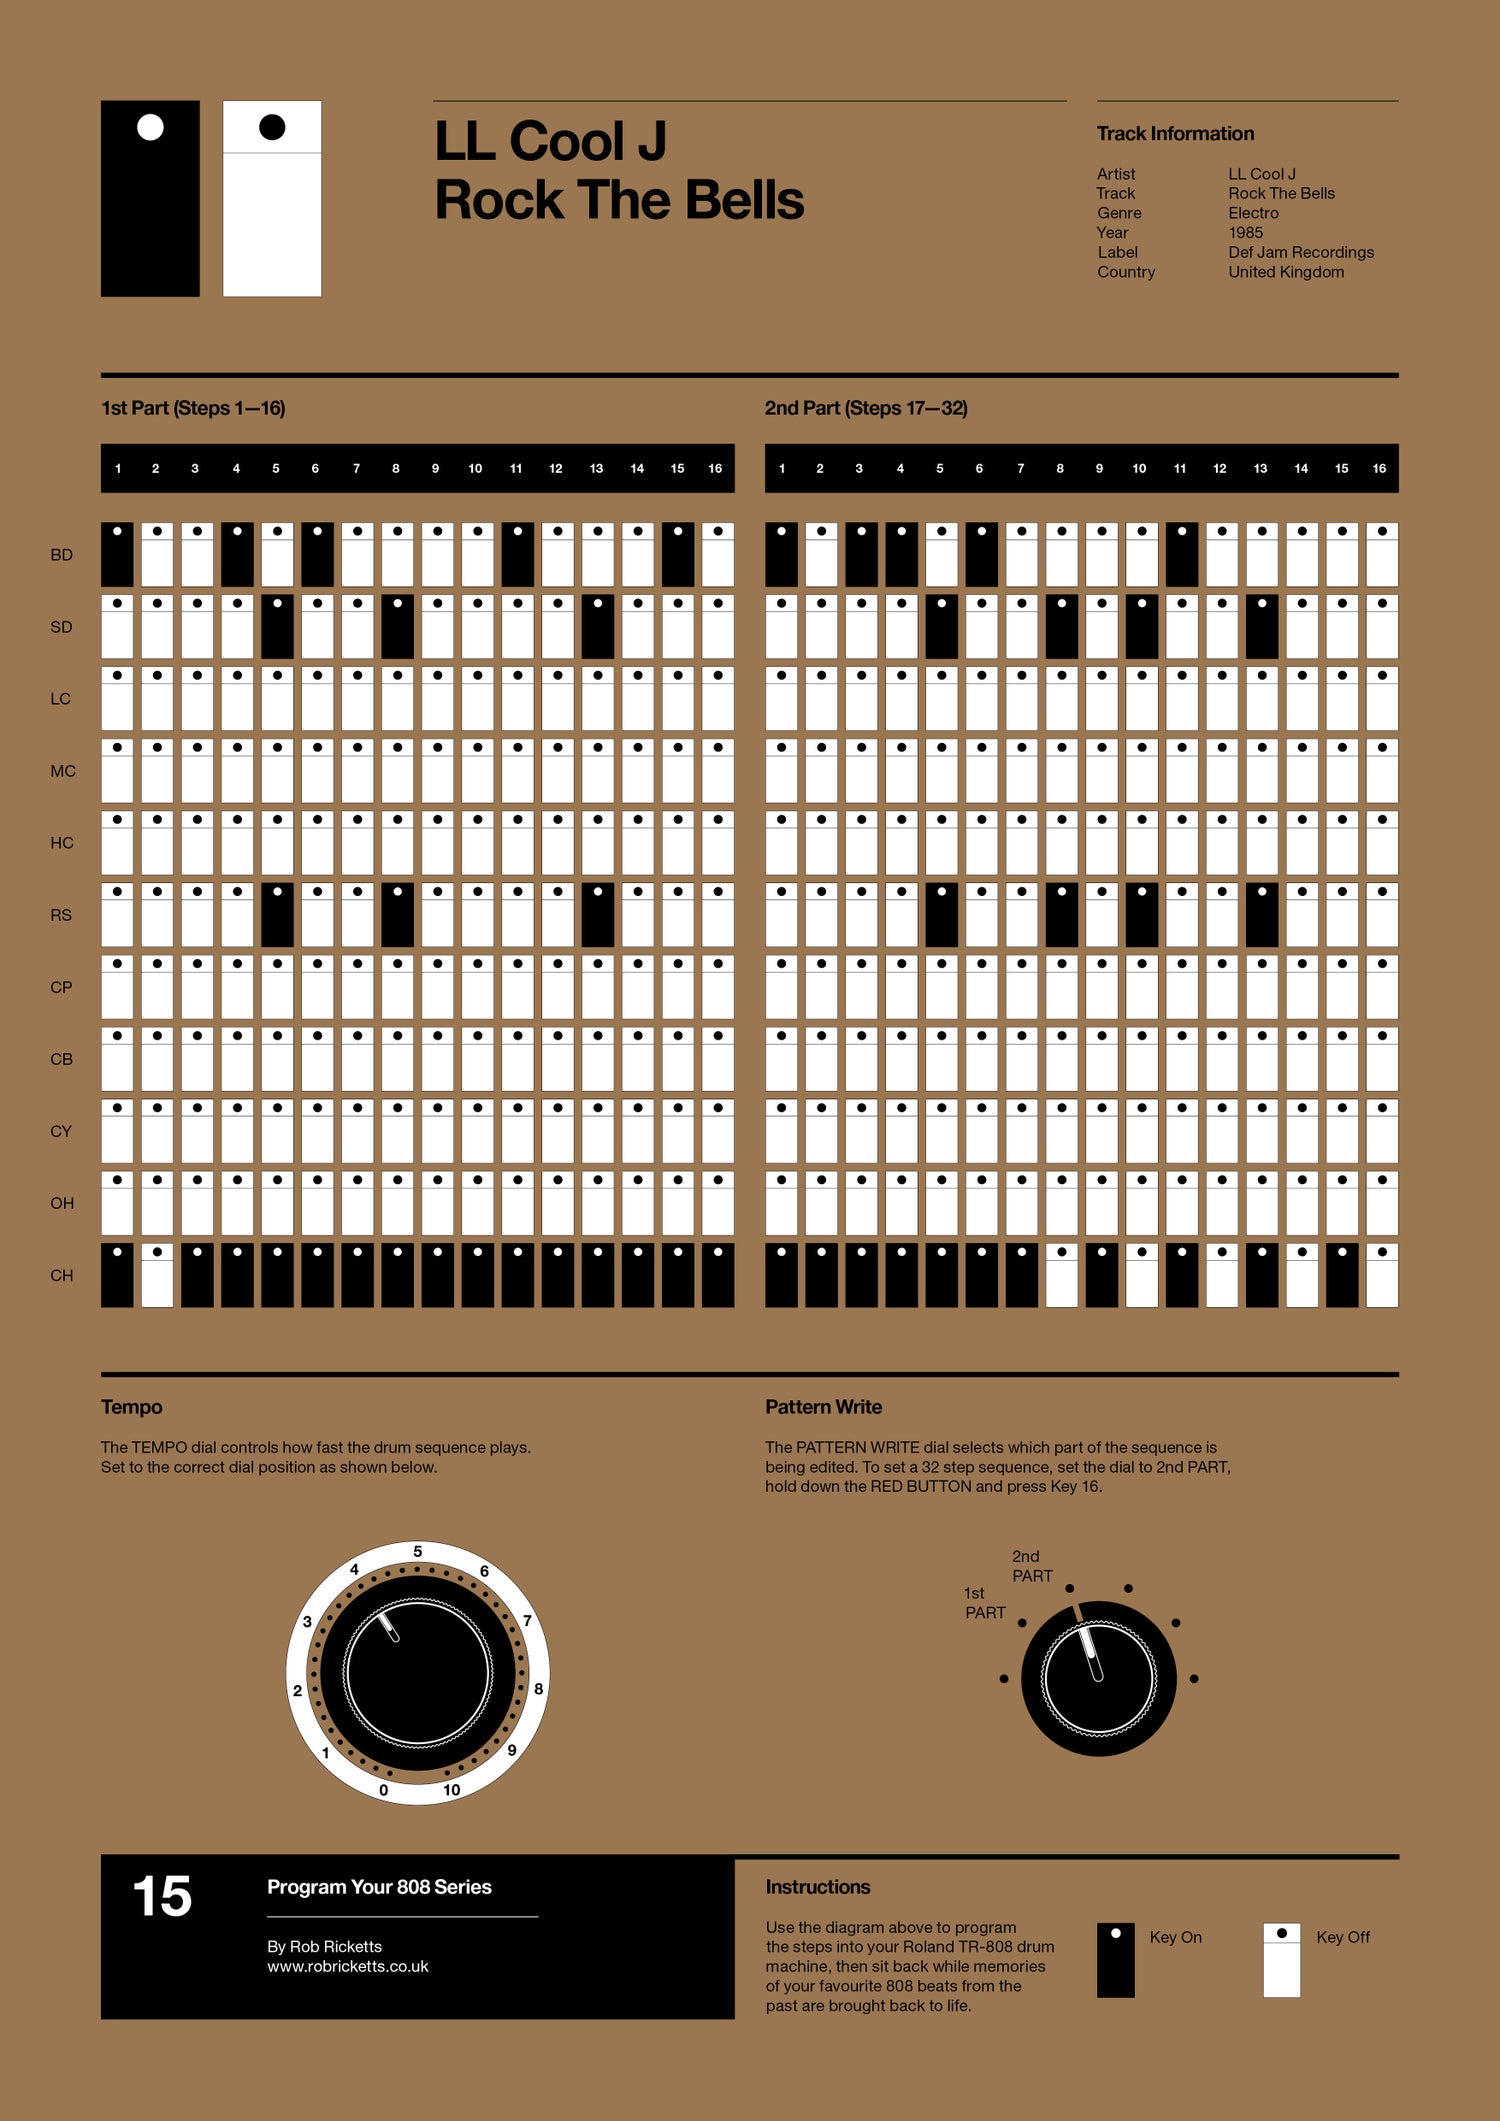 LL Cool J
Rock The Bells
Track Information
Artist LL Cool J
Track Rock The Bells
Genre Electro
Year 1985
Label Def Jam Recordings
Country United Kingdom
1st Part (Steps 1—16)
1 2 3 4 5 6 7 8 9 10 11 12 13 14 15 16
2nd Part (Steps 17—32)
1 2 3 4 5 6 7 8 9 10 11 12 13 14 15 16
BD
SD
LC
MC
HC
RS
CP
CB
CY
OH
CH
Tempo
The TEMPO dial controls how fast the drum sequence plays.
Set to the correct dial position as shown below.
0 1 2 3 4 5 6 7 8 9 10
Pattern Write
The PATTERN WRITE dial selects which part of the sequence is
being edited. To set a 32 step sequence, set the dial to 2nd PART,
hold down the RED BUTTON and press Key 16.
2nd
PART
1st
PART
15
Program Your 808 Series
By Rob Ricketts
www.robricketts.co.uk
Instructions
Use the diagram above to program
the steps into your Roland TR-808 drum
machine, then sit back while memories
of your favourite 808 beats from the
past are brought back to life.
Key On
Key Off